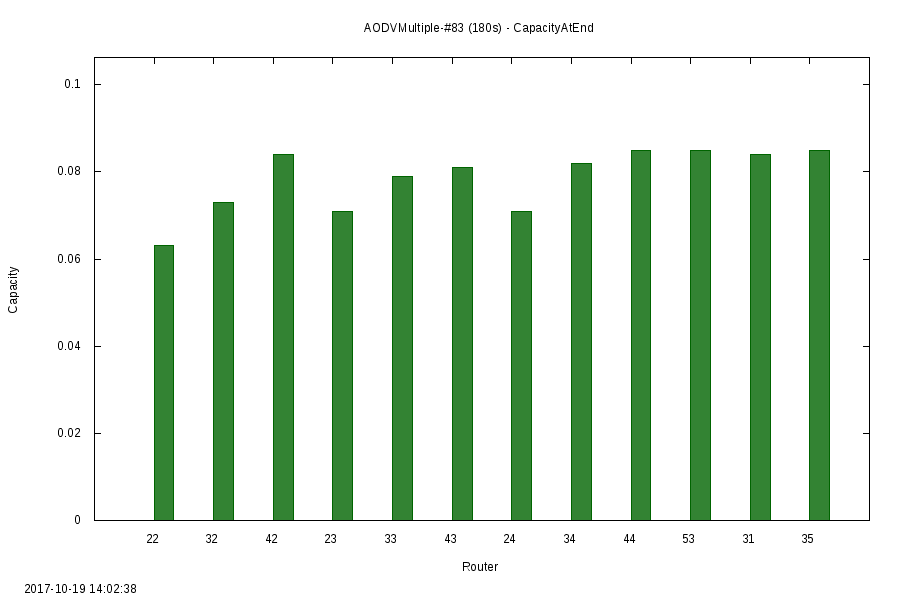 AODVMultiple-#83 (180s) - CapacityAtEnd
0.1
0.08
0.06
0.04
0.02
0
Capacity
22 32 42 23 33 43 24 34 44 53 31 35
Router
2017-10-19 14:02:38